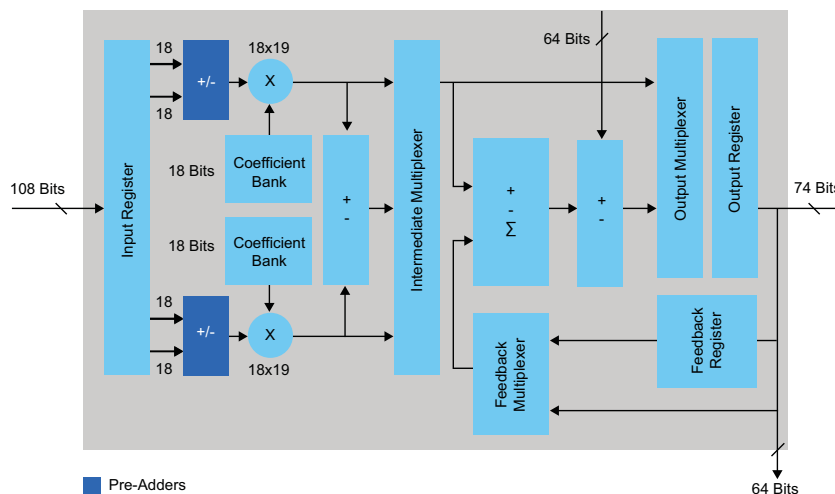 64 Bits
18
18x19
+/-
X
18
108 Bits
Input Register
18 Bits
Coefficient
Bank
+
-
Intermediate Multiplexer
+
-
Σ
+
-
Output Multiplexer
Output Register
74 Bits
18 Bits
Coefficient
Bank
18
+/-
X
18
18x19
Feedback
Multiplexer
Feedback
Register
Pre-Adders
64 Bits